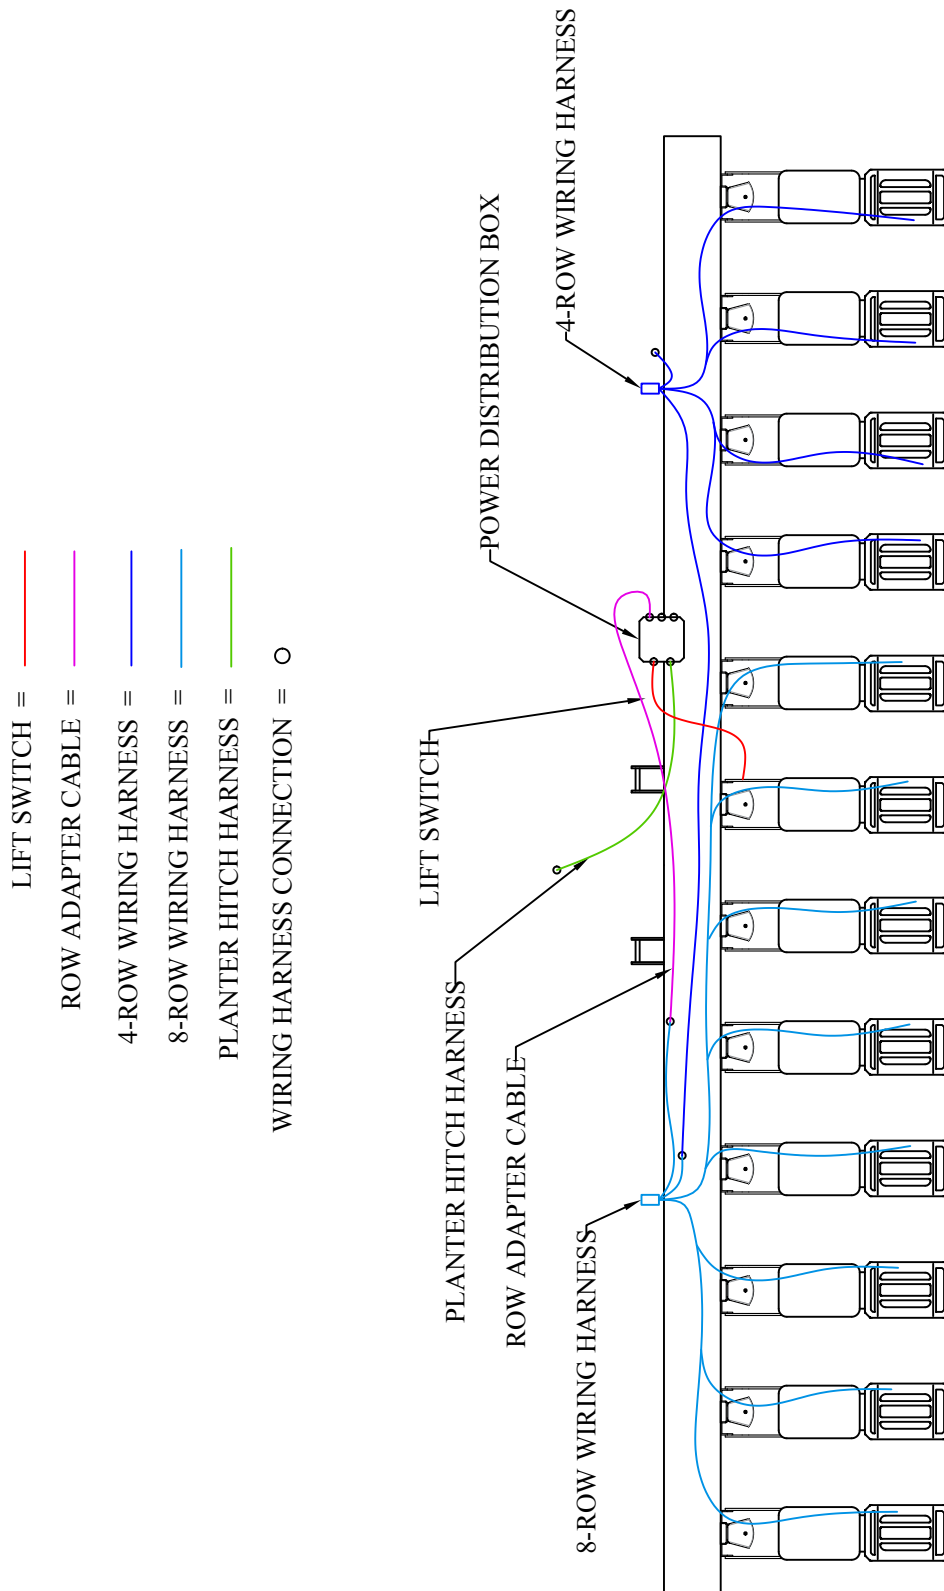 LIFT SWITCH =
ROW ADAPTER CABLE =
4-ROW WIRING HARNESS =
8-ROW WIRING HARNESS =
PLANTER HITCH HARNESS =
WIRING HARNESS CONNECTION =
LIFT SWITCH
PLANTER HITCH HARNESS
POWER DISTRIBUTION BOX
ROW ADAPTER CABLE
4-ROW WIRING HARNESS
8-ROW WIRING HARNESS